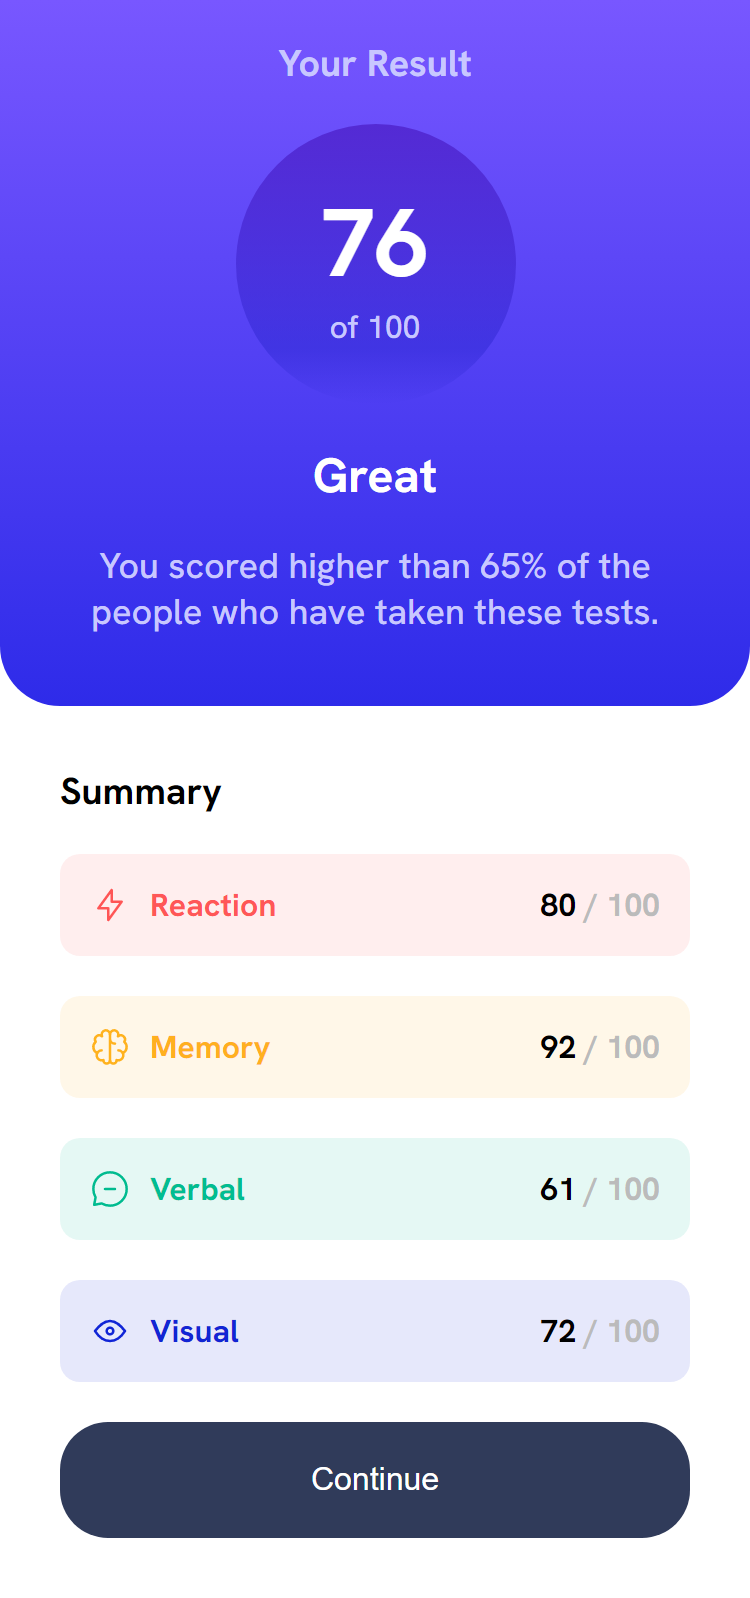 Your Result
76
of 100
Great
You scored higher than 65% of the
people who have taken these tests.
Summary
Reaction 80 / 100
Memory 92 / 100
Verbal 61 / 100
Visual 72 / 100
Continue